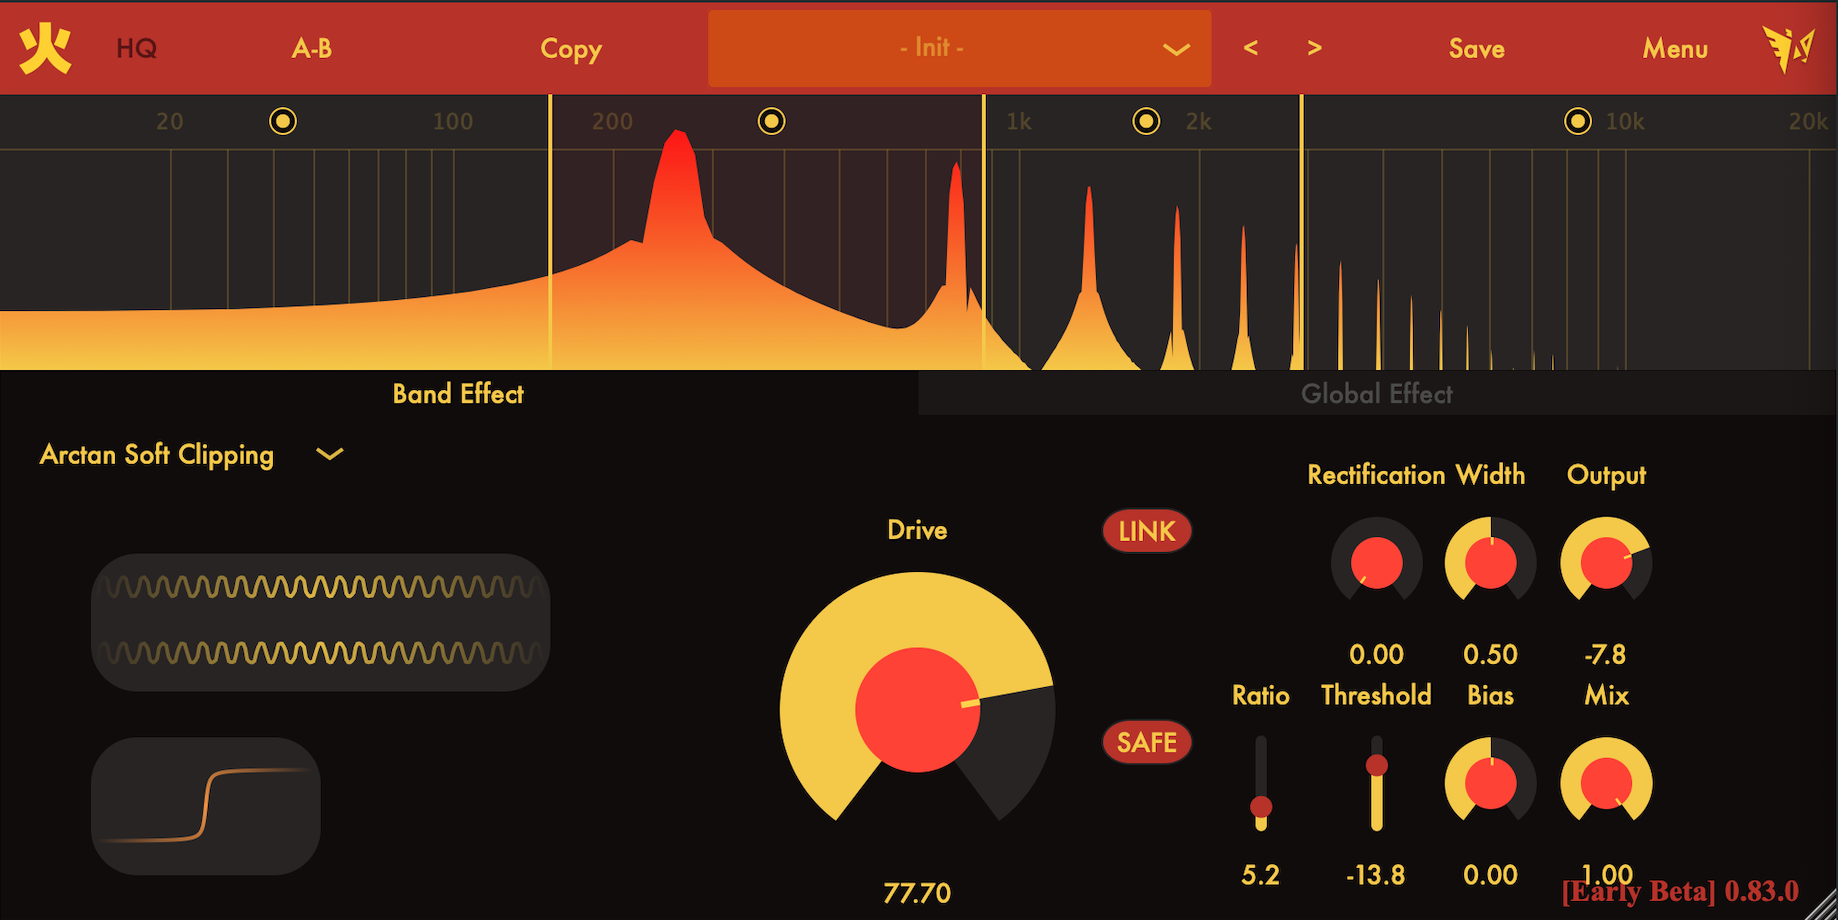 火 HQ A-B Copy - Init - < > Save Menu
20 100 200 1k 2k 10k 20k
Band Effect Global Effect
Arctan Soft Clipping
Rectification Width Output
Drive LINK
0.00 0.50 -7.8
Ratio Threshold Bias Mix
SAFE
5.2 -13.8 0.00 1.00
77.70
[Early Beta] 0.83.0